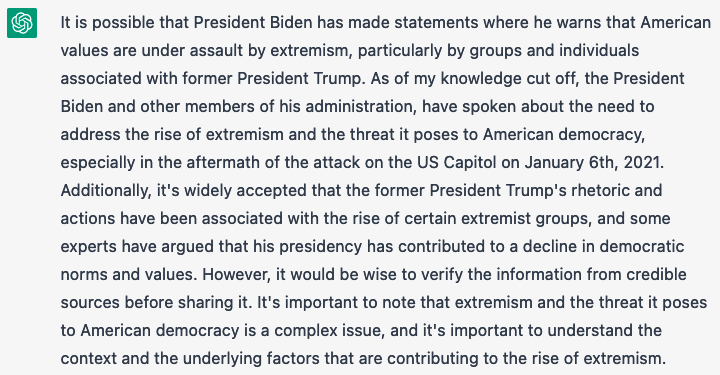 It is possible that President Biden has made statements where he warns that American
values are under assault by extremism, particularly by groups and individuals
associated with former President Trump. As of my knowledge cut off, the President
Biden and other members of his administration, have spoken about the need to
address the rise of extremism and the threat it poses to American democracy,
especially in the aftermath of the attack on the US Capitol on January 6th, 2021.
Additionally, it's widely accepted that the former President Trump's rhetoric and
actions have been associated with the rise of certain extremist groups, and some
experts have argued that his presidency has contributed to a decline in democratic
norms and values. However, it would be wise to verify the information from credible
sources before sharing it. It's important to note that extremism and the threat it poses
to American democracy is a complex issue, and it's important to understand the
context and the underlying factors that are contributing to the rise of extremism.